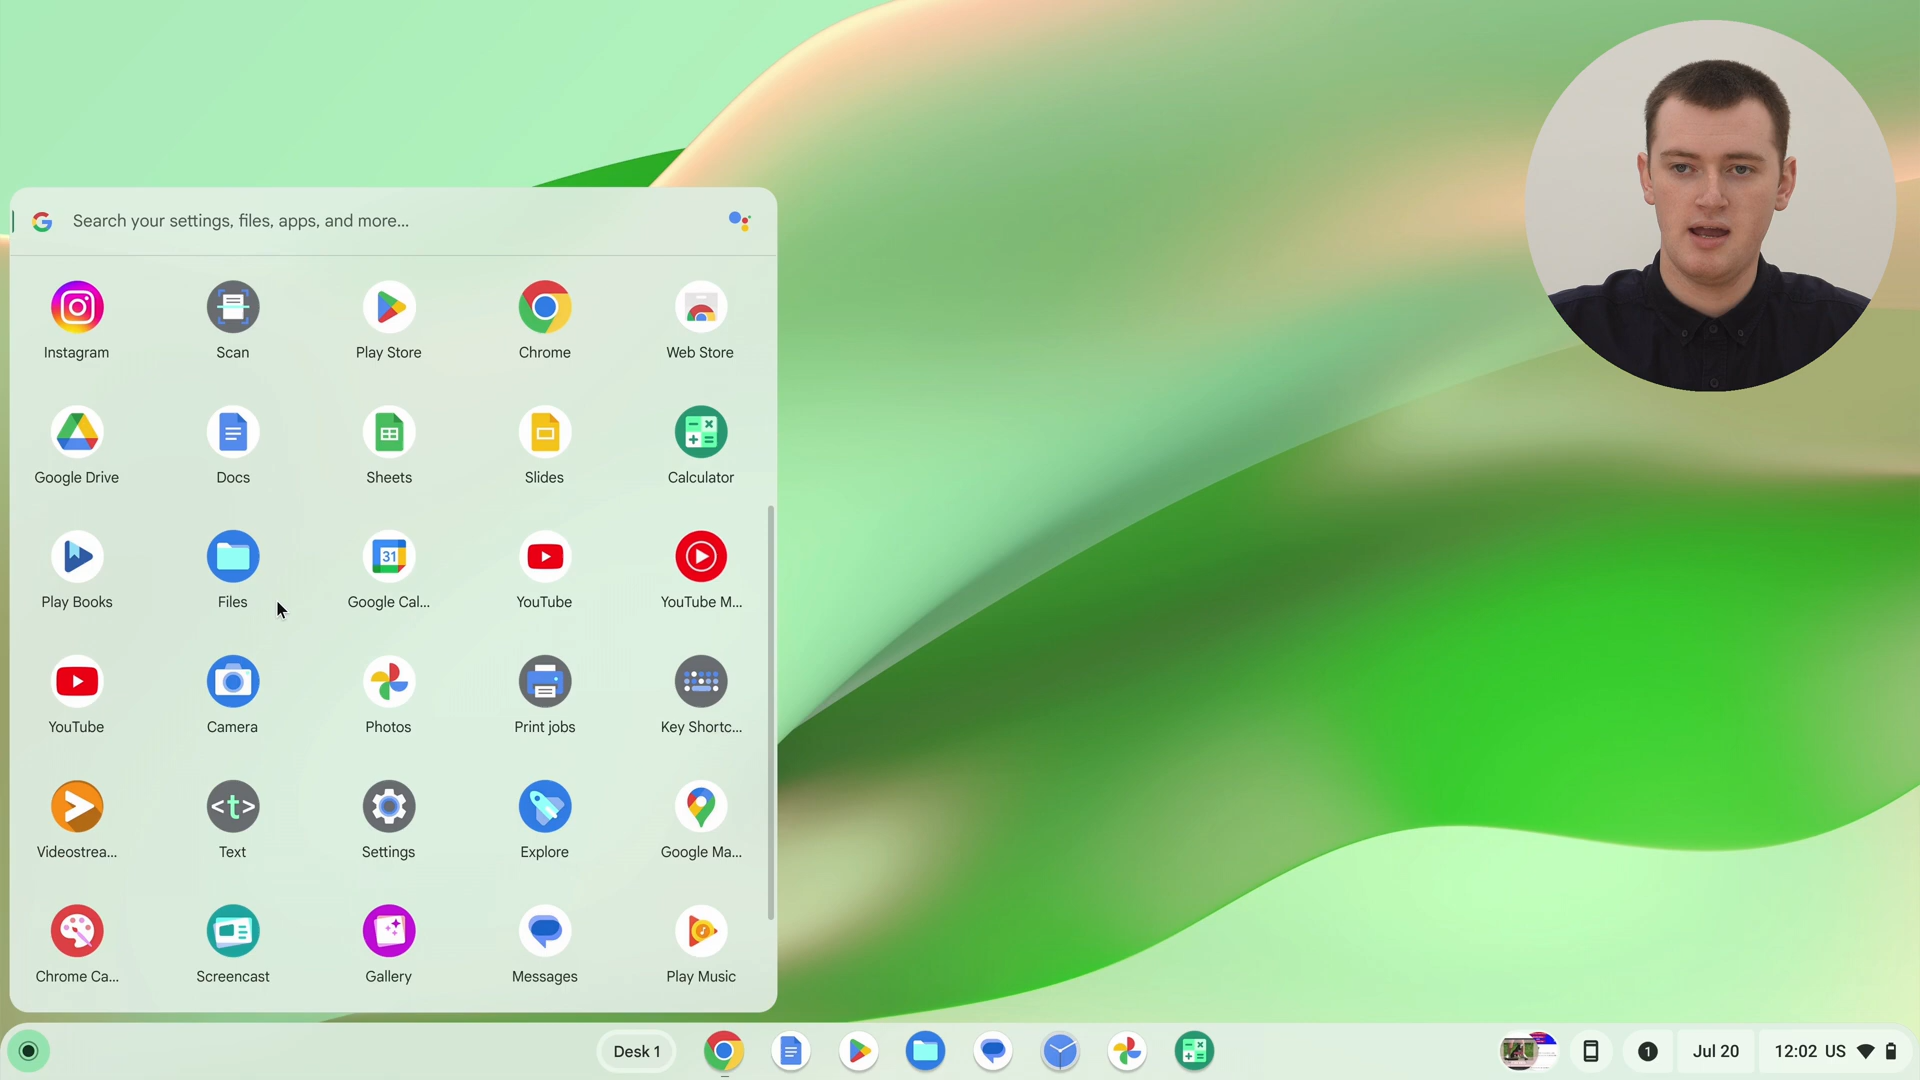 Search your settings, files, apps, and more...
Instagram
Scan
Play Store
Chrome
Web Store
Google Drive
Docs
Sheets
Slides
Calculator
Play Books
Files
31
Google Cal...
YouTube
YouTube M...
YouTube
Camera
Photos
Print jobs
Key Shortc...
Videostrea...
<t>
Text
Settings
Explore
Google Ma...
Chrome Ca...
Screencast
Gallery
Messages
Play Music
Desk 1
1
Jul 20
12:02 US